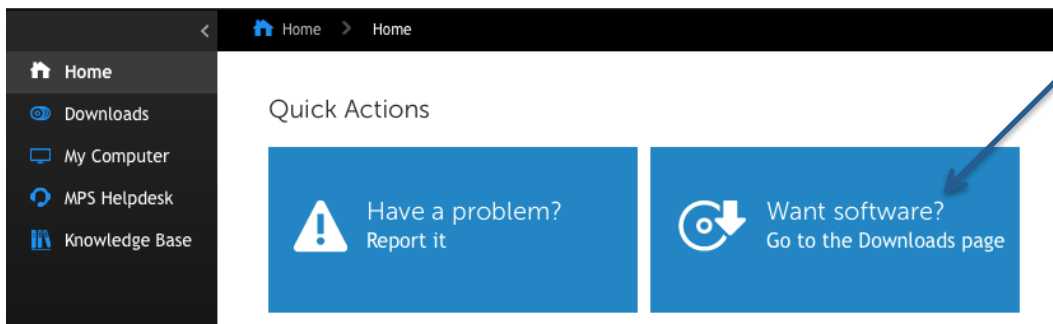 Home > Home
Home
Downloads
My Computer
MPS Helpdesk
Knowledge Base
Quick Actions
Have a problem?
Report it
Want software?
Go to the Downloads page